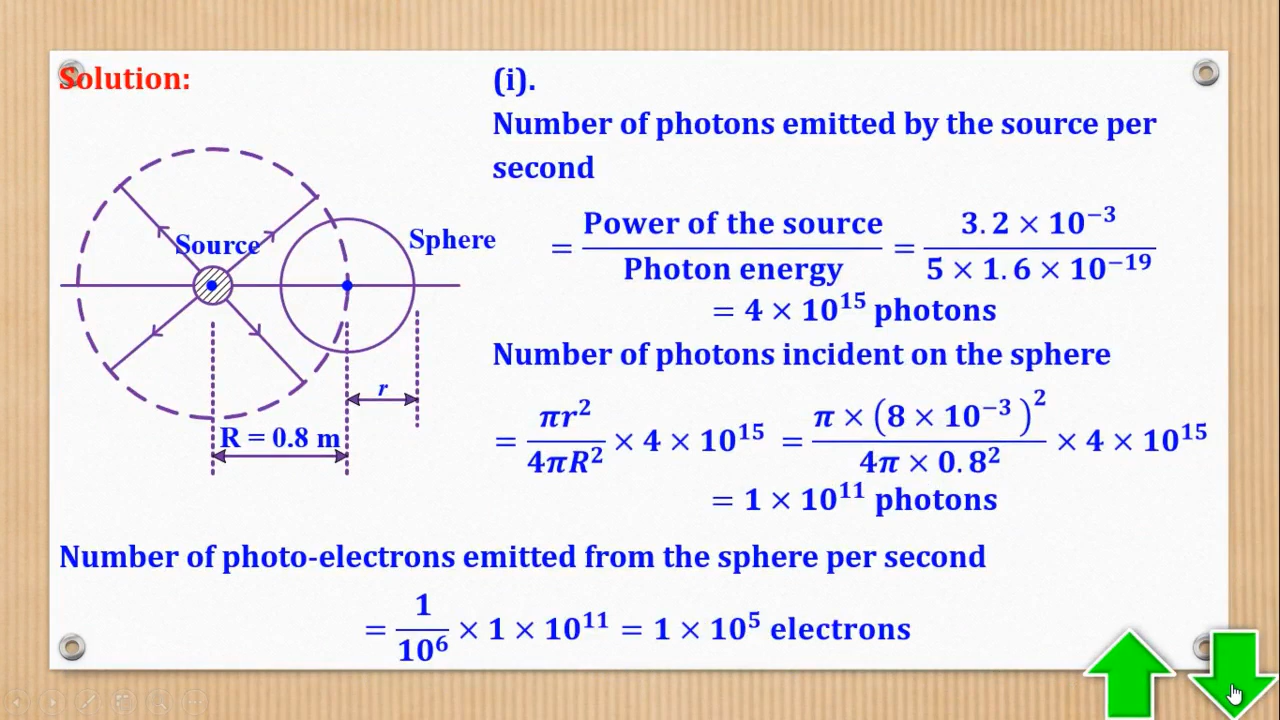 Solution:
(i).
Number of photons emitted by the source per
second
= Power of the source / Photon energy = 3.2 × 10⁻³ / 5 × 1.6 × 10⁻¹⁹
= 4 × 10¹⁵ photons
Number of photons incident on the sphere
= πr² / 4πR² × 4 × 10¹⁵ = π × (8 × 10⁻³)² / 4π × 0.8² × 4 × 10¹⁵
= 1 × 10¹¹ photons
Source
Sphere
r
R = 0.8 m
Number of photo-electrons emitted from the sphere per second
= 1 / 10⁶ × 1 × 10¹¹ = 1 × 10⁵ electrons